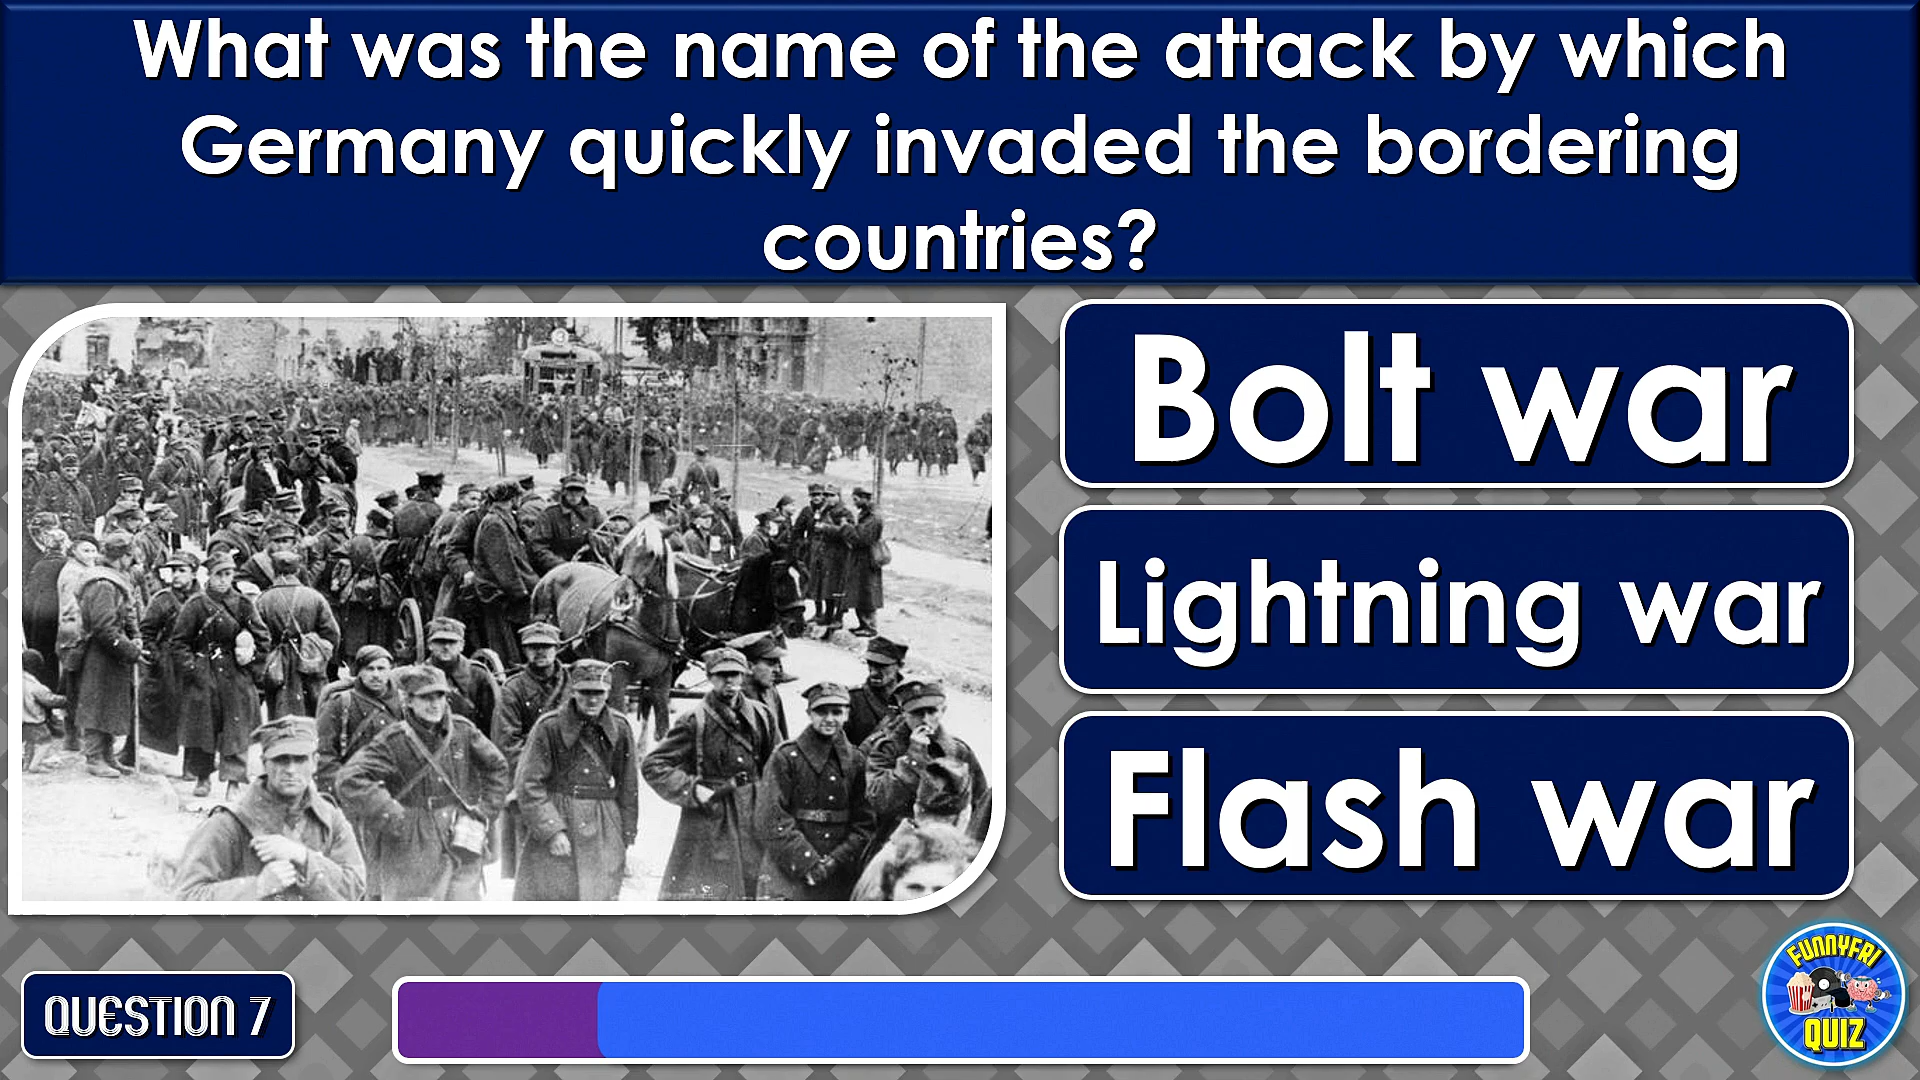 What was the name of the attack by which
Germany quickly invaded the bordering
countries?
3
Bolt war
Lightning war
Flash war
QUESTION 7
FUNNYFRI
QUIZ